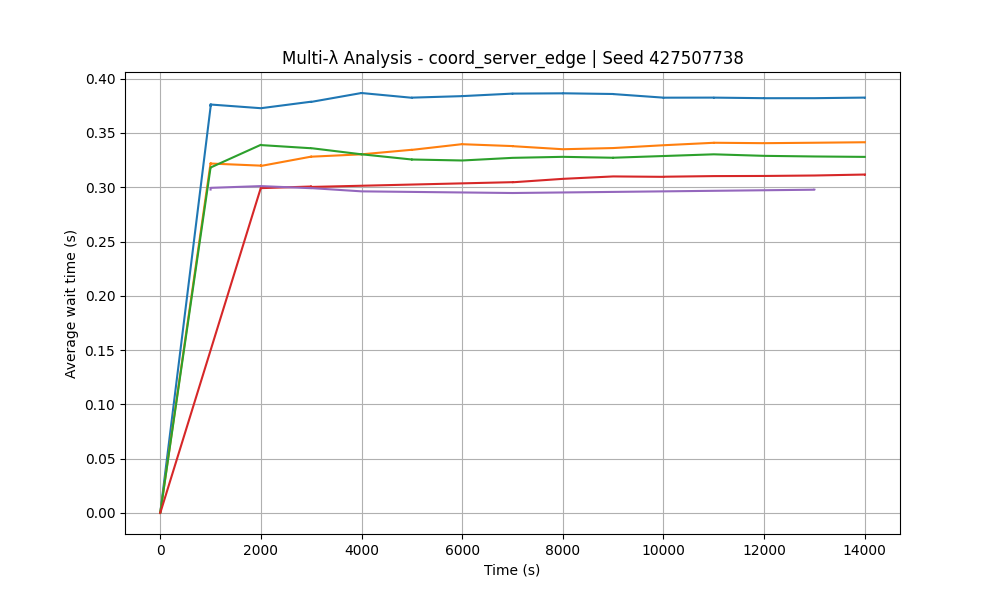 Multi-λ Analysis - coord_server_edge | Seed 427507738
0.40
0.35
0.30
0.25
0.20
0.15
0.10
0.05
0.00
Average wait time (s)
0 2000 4000 6000 8000 10000 12000 14000
Time (s)